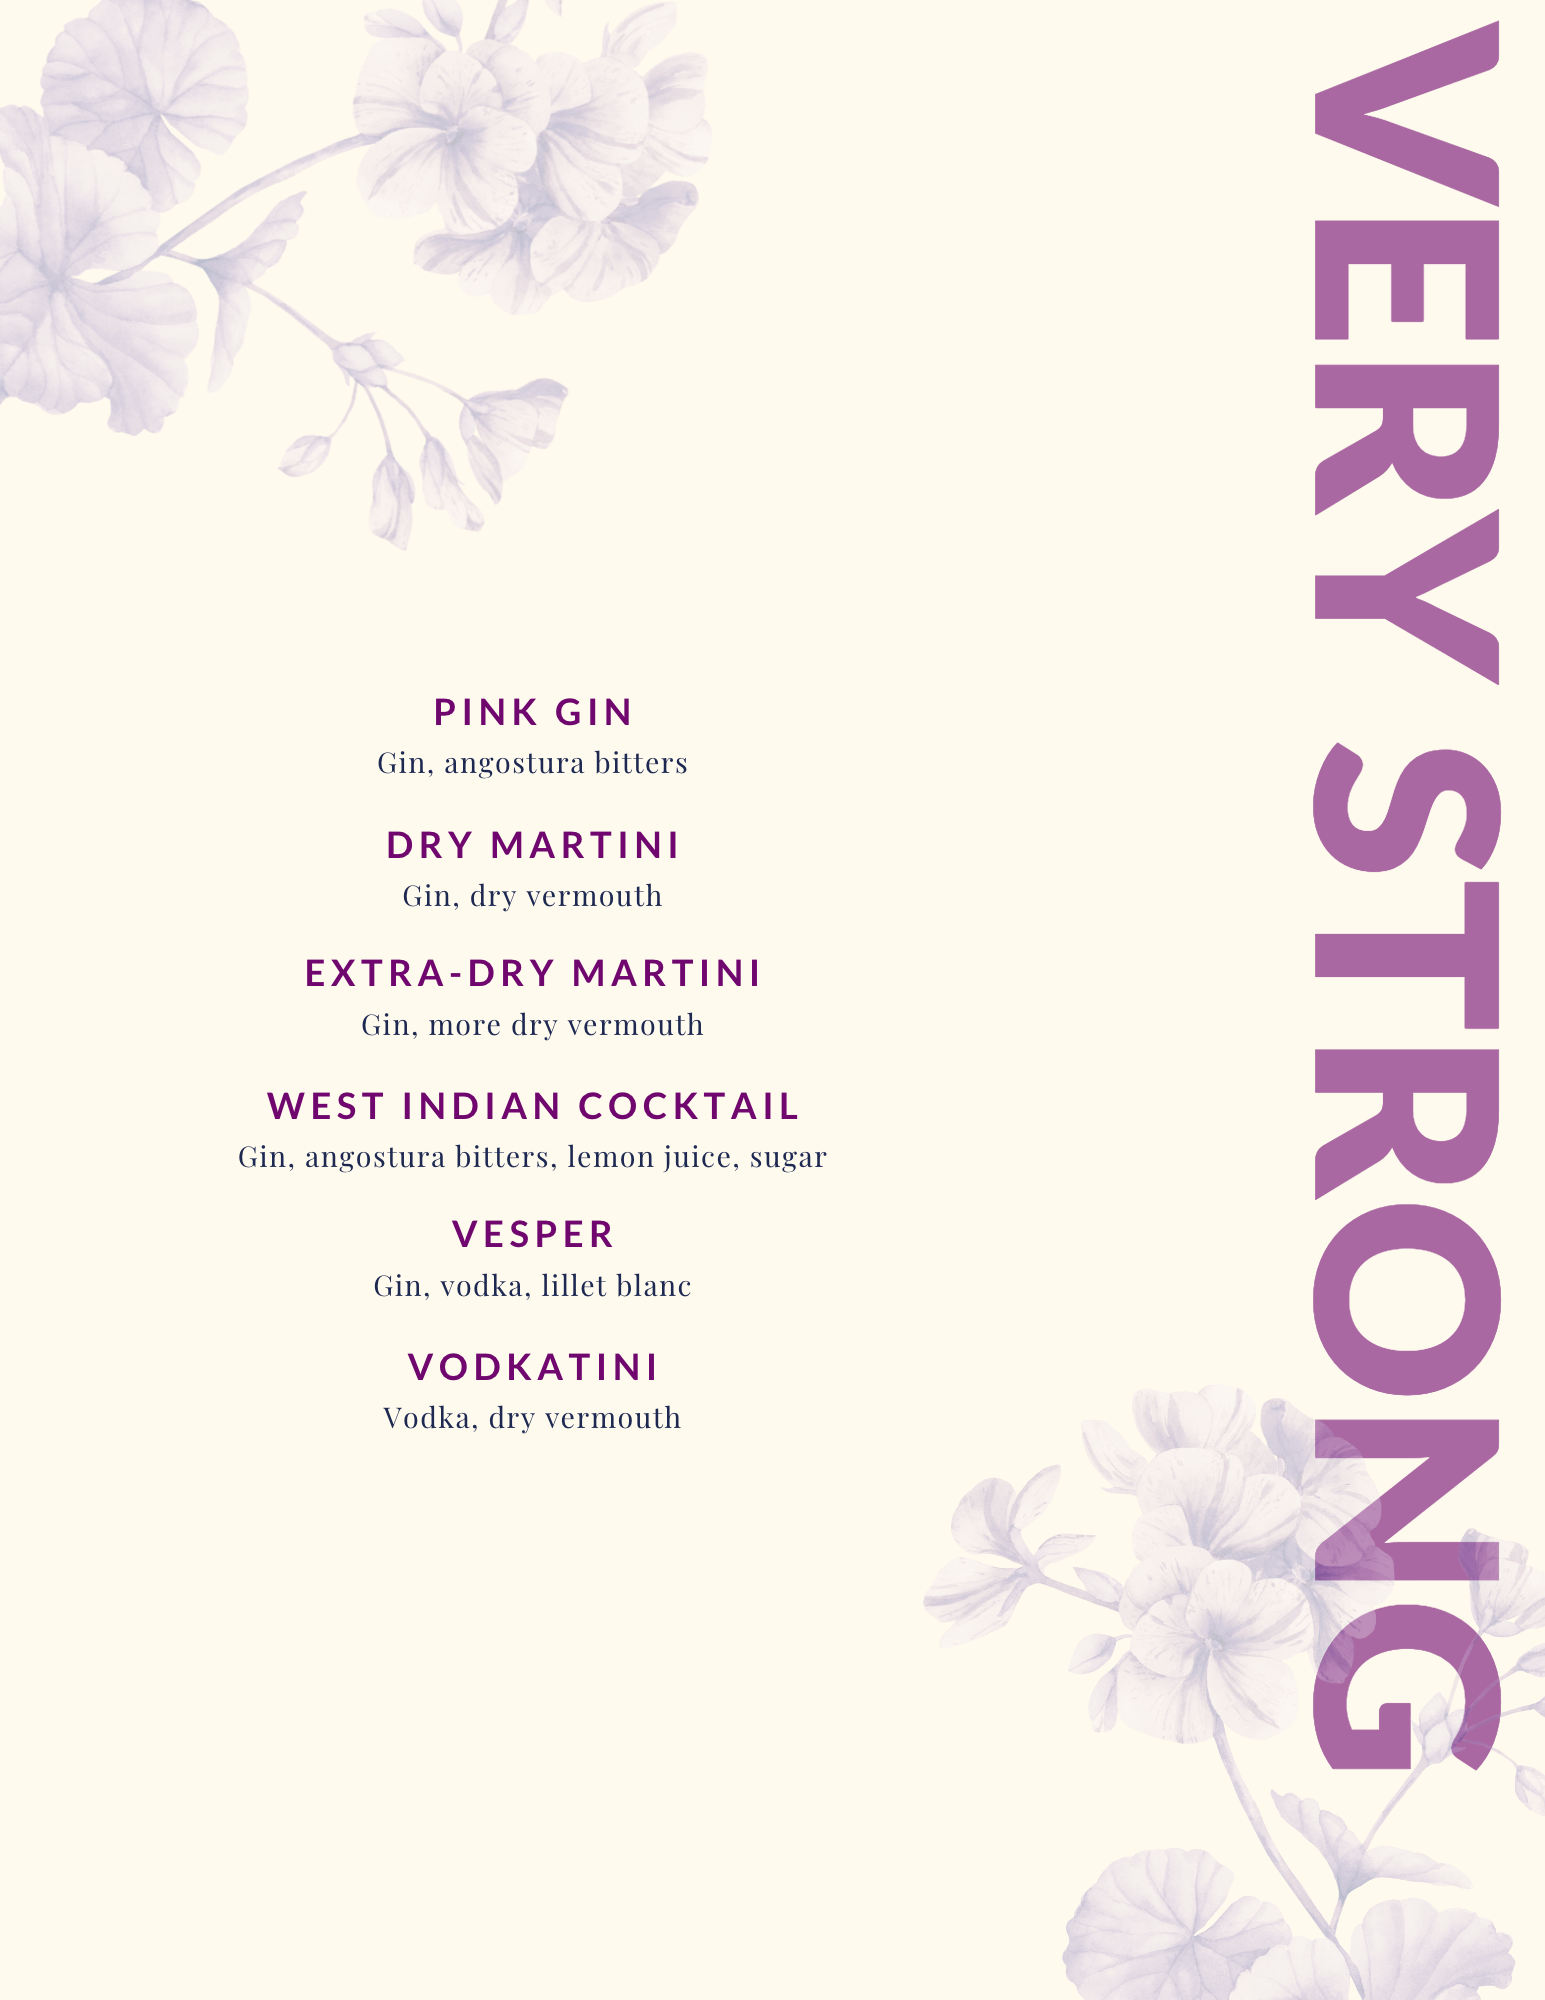 VERY STRONG
PINK GIN
Gin, angostura bitters
DRY MARTINI
Gin, dry vermouth
EXTRA-DRY MARTINI
Gin, more dry vermouth
WEST INDIAN COCKTAIL
Gin, angostura bitters, lemon juice, sugar
VESPER
Gin, vodka, lillet blanc
VODKATINI
Vodka, dry vermouth